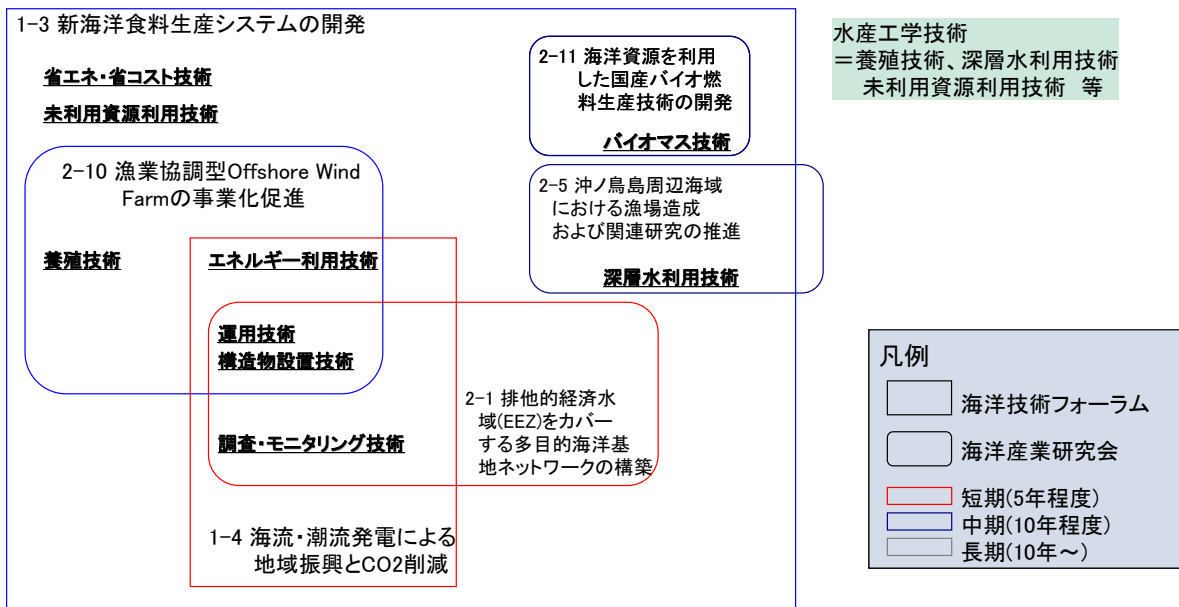 1-3 新海洋食料生産システムの開発
省エネ・省コスト技術
未利用資源利用技術
2-11 海洋資源を利用
した国産バイオ燃
料生産技術の開発
バイオマス技術
水産工学技術
＝養殖技術、深層水利用技術
未利用資源利用技術 等
2-10 漁業協調型Offshore Wind
Farmの事業化促進
2-5 沖ノ鳥島周辺海域
における漁場造成
および関連研究の推進
深層水利用技術
養殖技術
エネルギー利用技術
運用技術
構造物設置技術
調査・モニタリング技術
2-1 排他的経済水
域(EEZ)をカバー
する多目的海洋基
地ネットワークの構築
1-4 海流・潮流発電による
地域振興とCO2削減
凡例
海洋技術フォーラム
海洋産業研究会
短期(5年程度)
中期(10年程度)
長期(10年～)